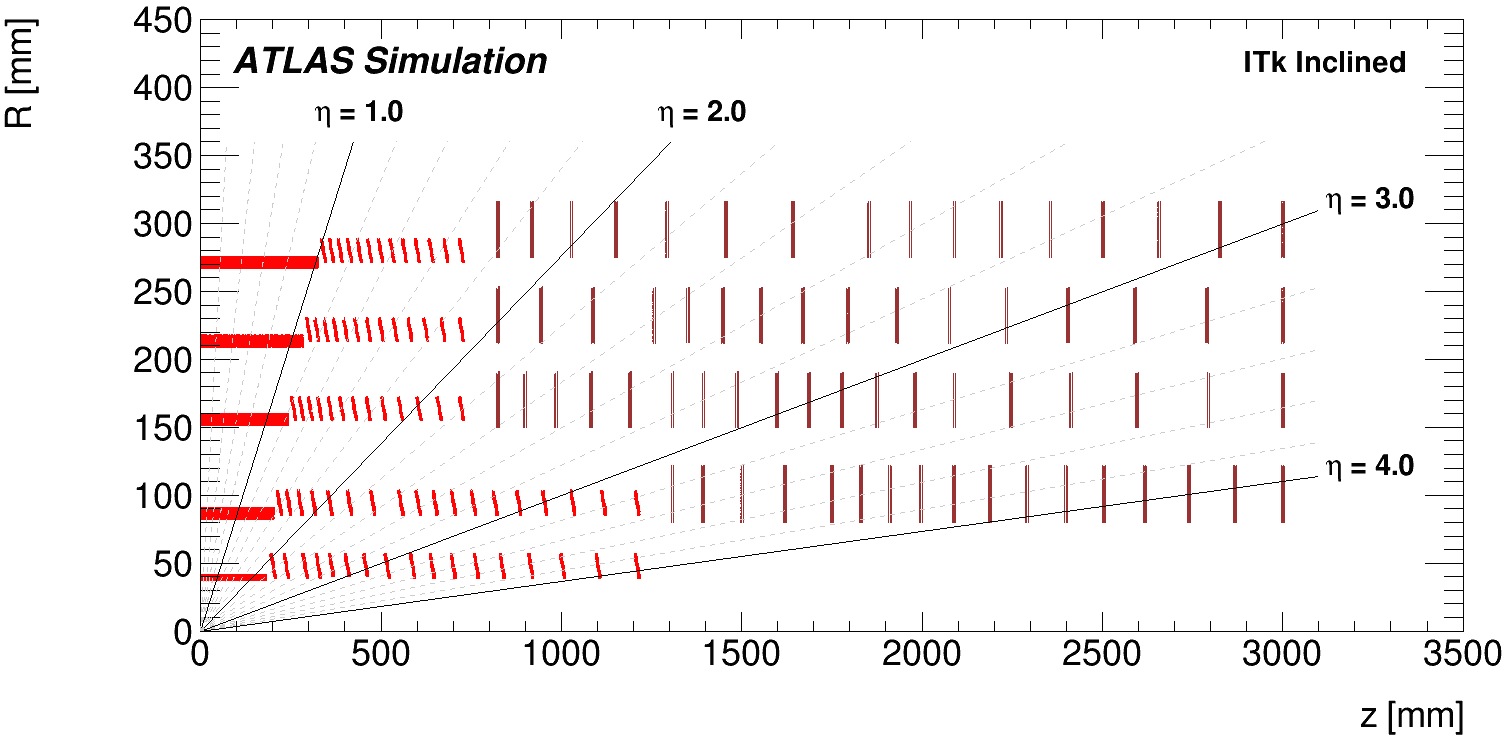 R [mm]
450
ATLAS Simulation
ITk Inclined
400
η = 1.0
η = 2.0
350
300
η = 3.0
250
200
150
100
η = 4.0
50
0
0 500 1000 1500 2000 2500 3000 3500
z [mm]